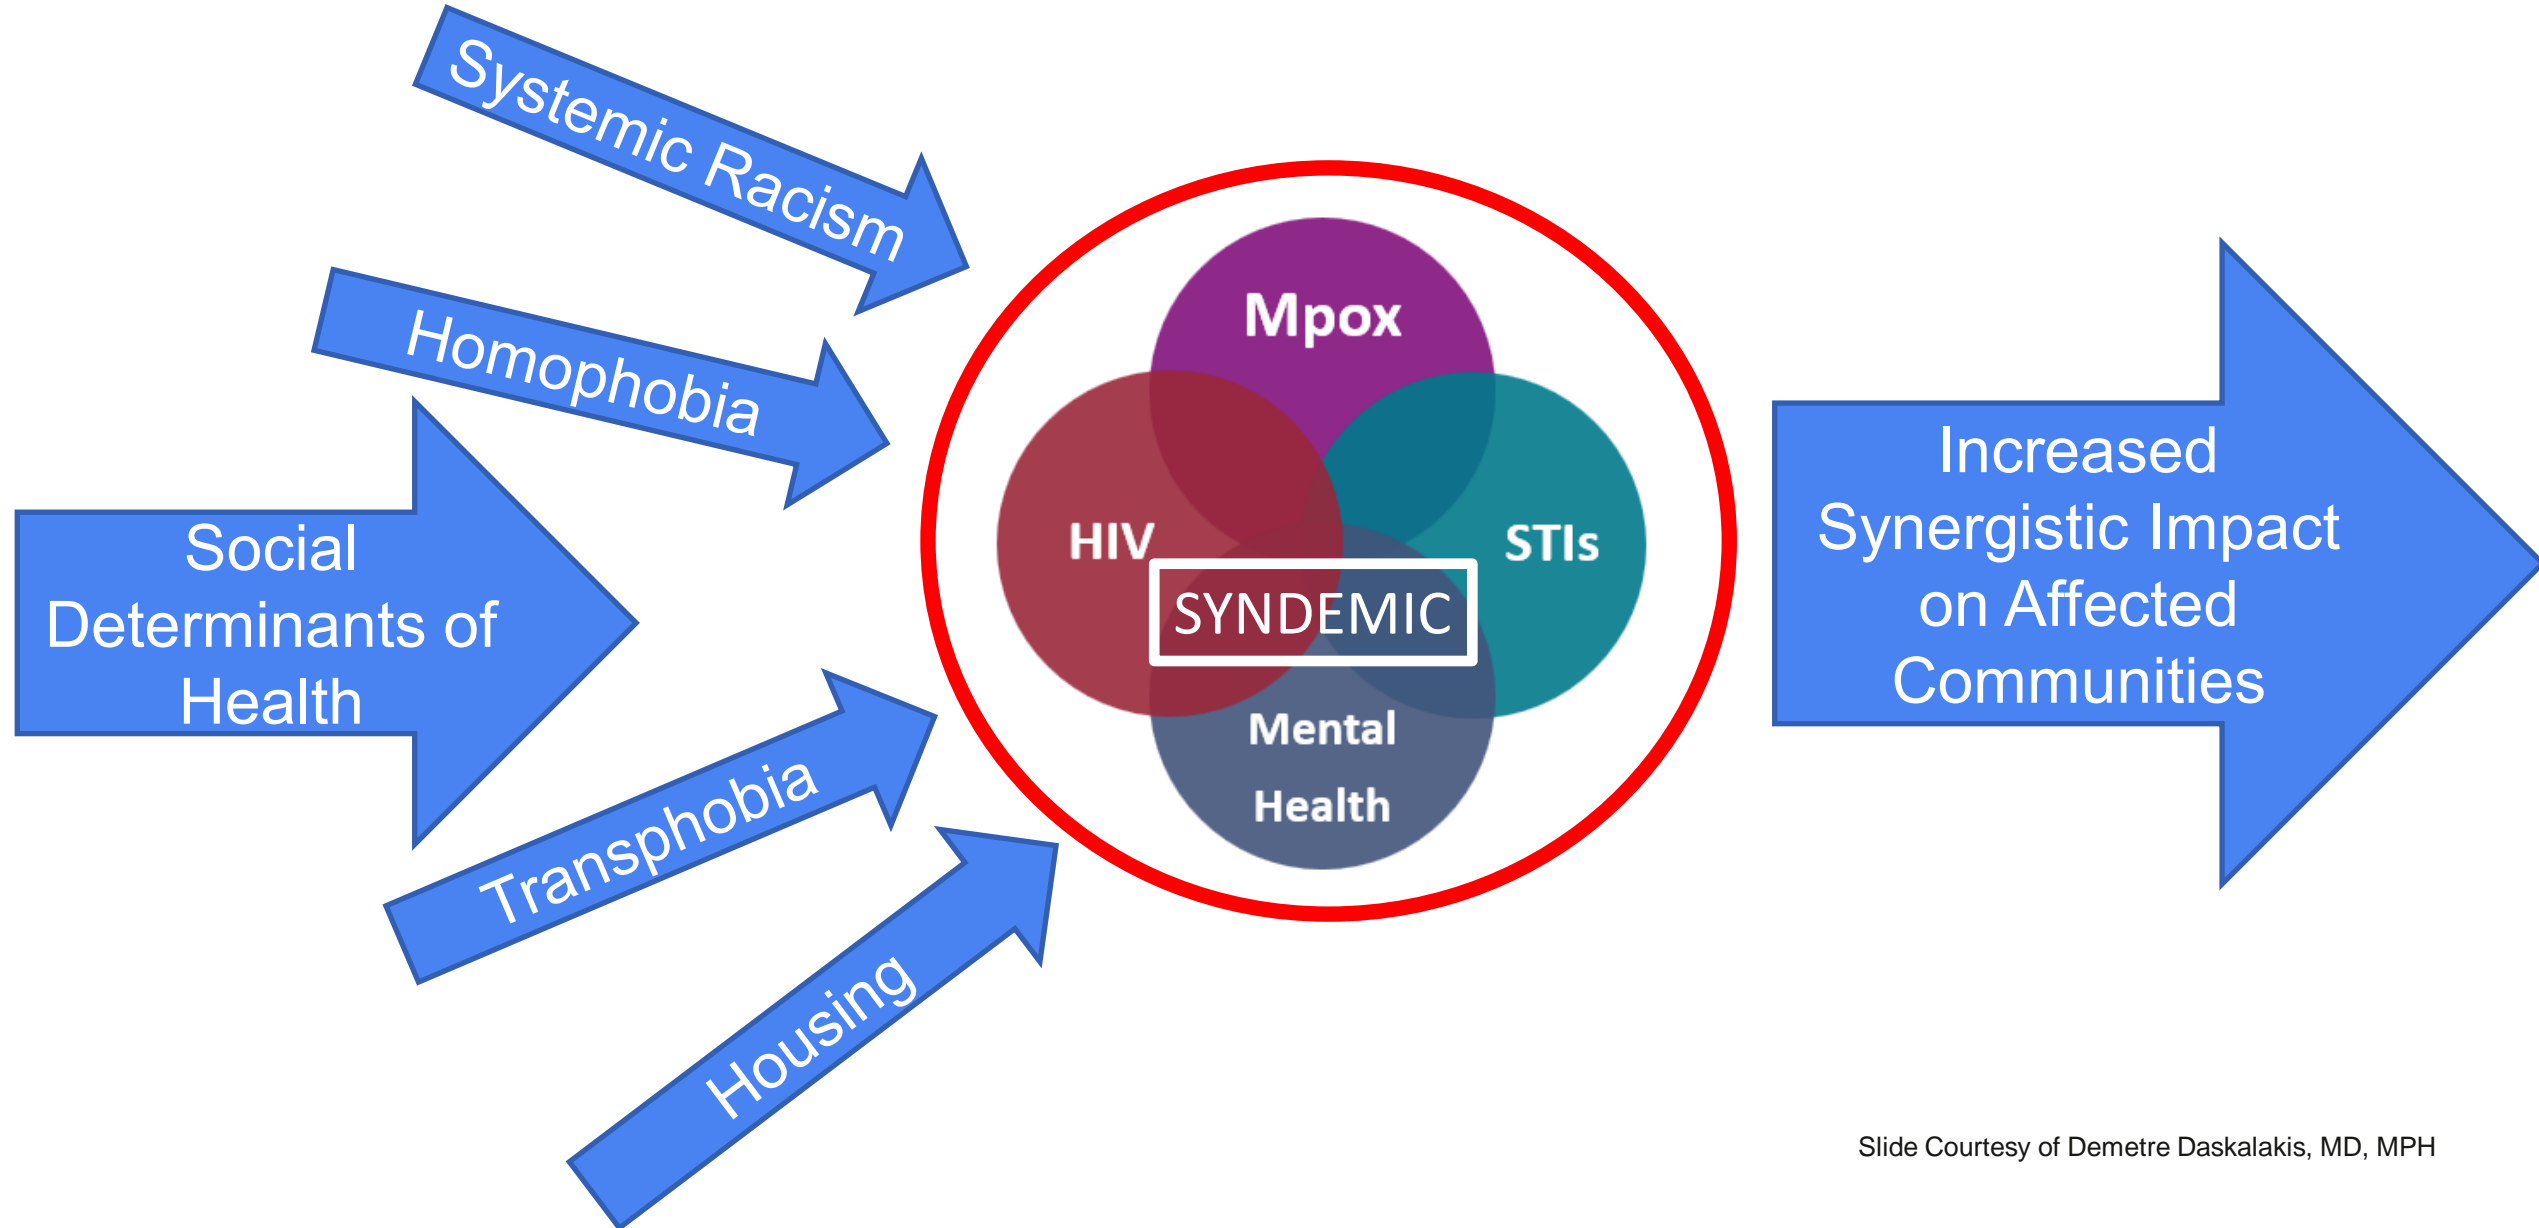 Systemic Racism
Homophobia
Social
Determinants of
Health
Transphobia
Housing
Mpox
HIV
STIs
SYNDEMIC
Mental
Health
Increased
Synergistic Impact
on Affected
Communities
Slide Courtesy of Demetre Daskalakis, MD, MPH